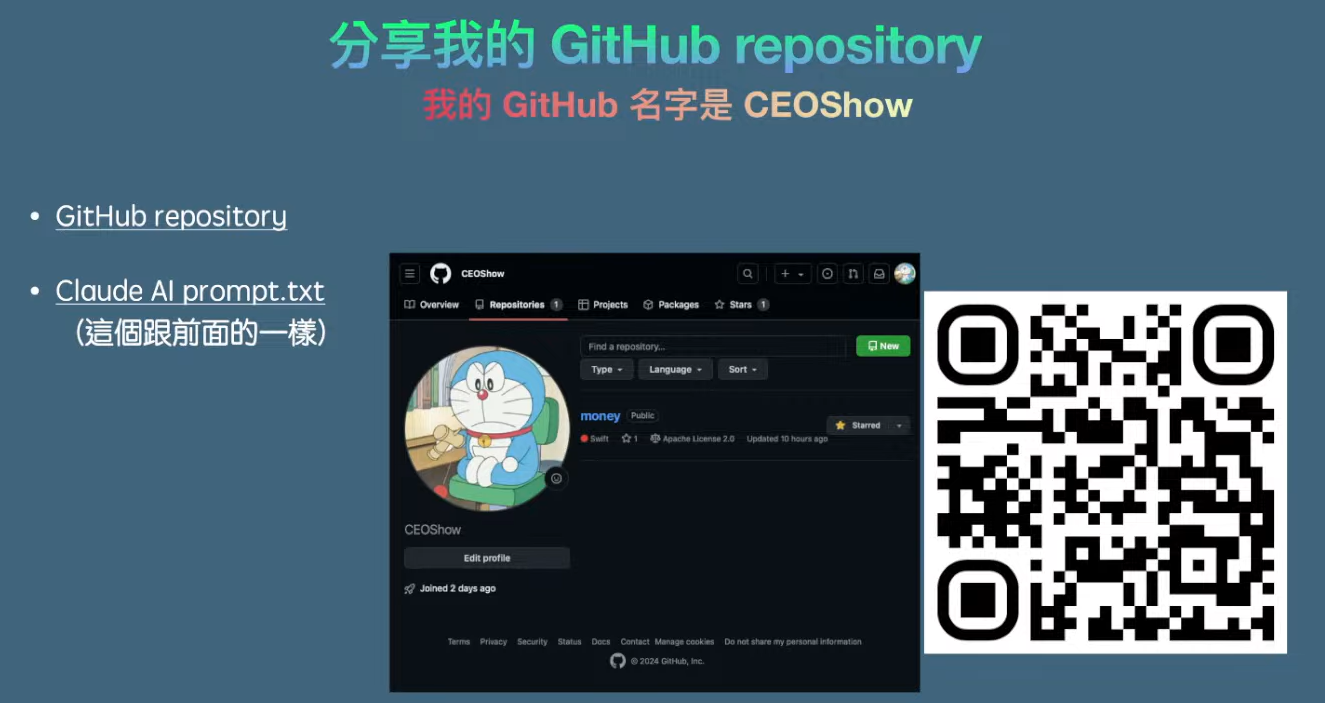 分享我的 GitHub repository
我的 GitHub 名字是 CEOShow
• GitHub repository
• Claude AI prompt.txt
（這個跟前面的一樣）
CEOShow
Overview Repositories 1 Projects Packages Stars 1
Find a repository... New
Type Language Sort
money Public
Starred
Swift 1 Apache License 2.0 Updated 10 hours ago
CEOShow
Edit profile
Joined 2 days ago
Terms Privacy Security Status Docs Contact Manage cookies Do not share my personal information
© 2024 GitHub, Inc.